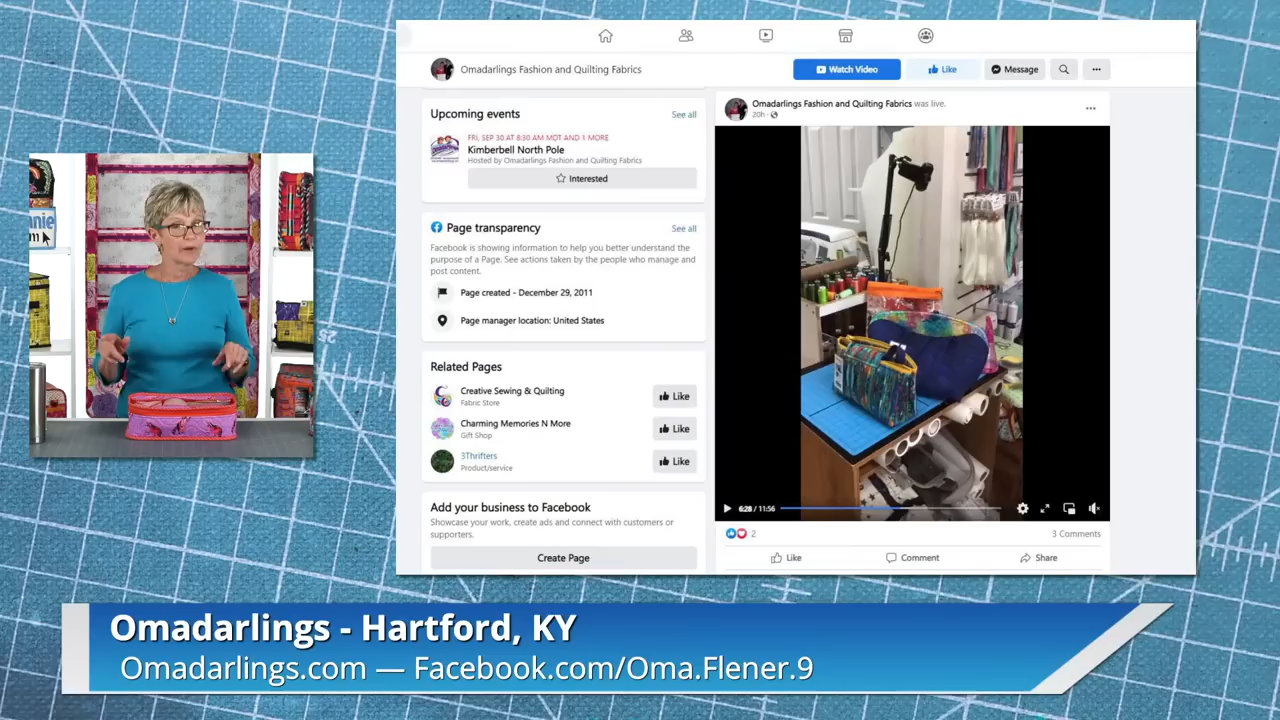 Omadarlings Fashion and Quilting Fabrics
Watch Video
Like
Message
Upcoming events
See all
FRI, SEP 30 AT 8:30 AM MDT AND 1 MORE
Kimberbell North Pole
Hosted by Omadarlings Fashion and Quilting Fabrics
Interested
Page transparency
See all
Facebook is showing information to help you better understand the
purpose of a Page. See actions taken by the people who manage and
post content.
Page created - December 29, 2011
Page manager location: United States
Related Pages
Creative Sewing & Quilting
Fabric Store
Like
Charming Memories N More
Gift Shop
Like
3Thrifters
Product/service
Like
Add your business to Facebook
Showcase your work, create ads and connect with customers or
supporters.
Create Page
Omadarlings Fashion and Quilting Fabrics was live.
20h
6:28 / 11:56
2
3 Comments
Like
Comment
Share
Omadarlings - Hartford, KY
Omadarlings.com — Facebook.com/Oma.Flener.9